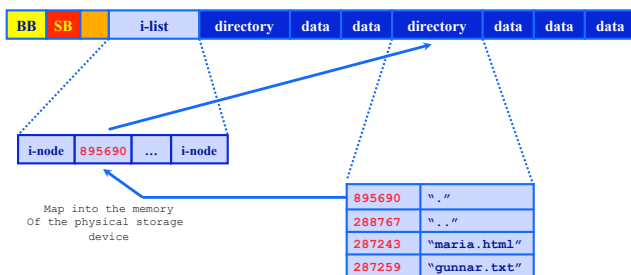 BB SB i-list directory data data directory data data data
i-node 895690 ... i-node
Map into the memory
Of the physical storage
device
895690 “.”
288767 “..”
287243 “maria.html”
287259 “gunnar.txt”